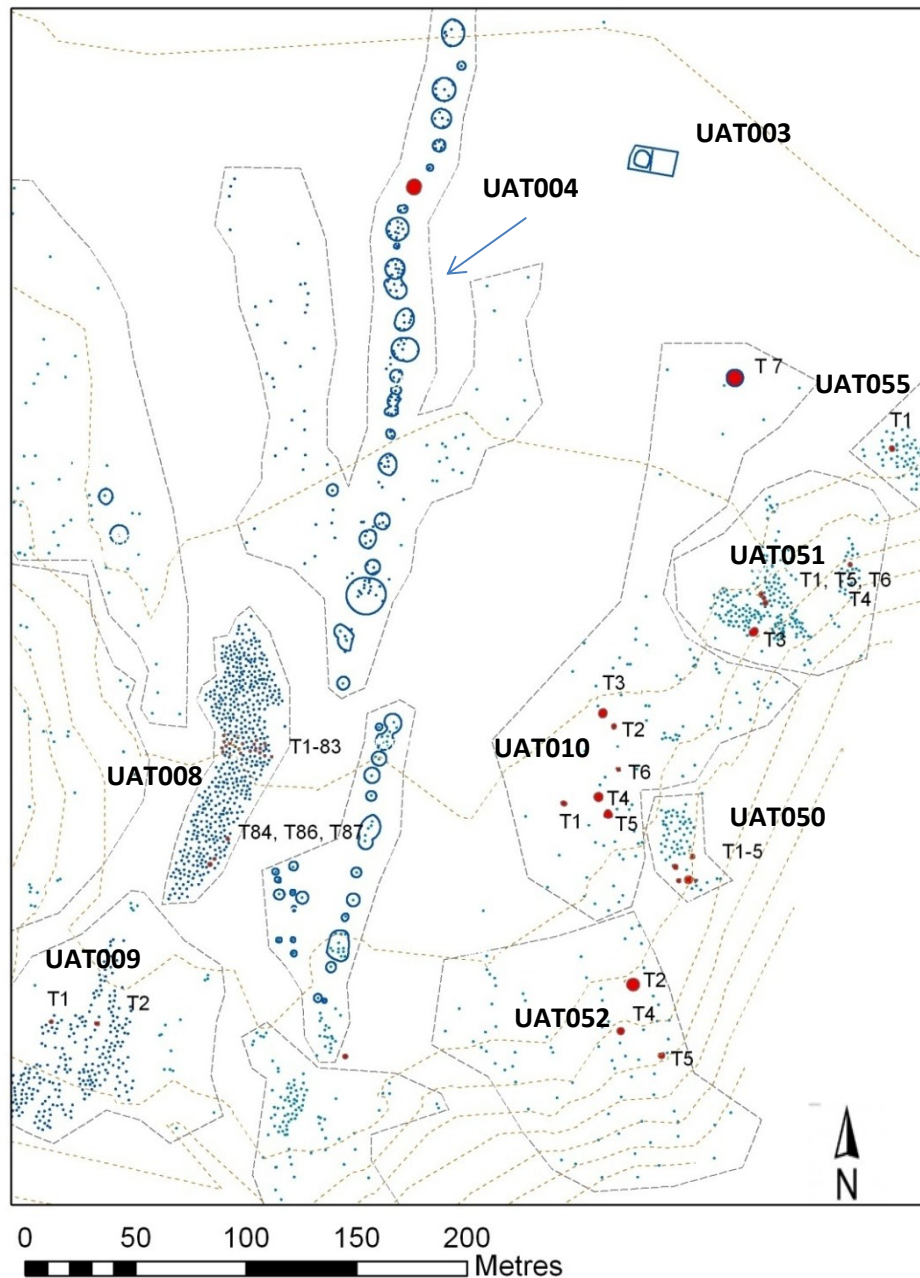 UAT003
UAT004
T 7
UAT055
T1
UAT051
T1, T5, T6
T4
T3
T3
T2
UAT010
T6
T4
T1
T5
UAT008
T1-83
T84, T86, T87
UAT050
T1-5
UAT009
T1
T2
T2
UAT052
T4
T5
N
0 50 100 150 200
Metres